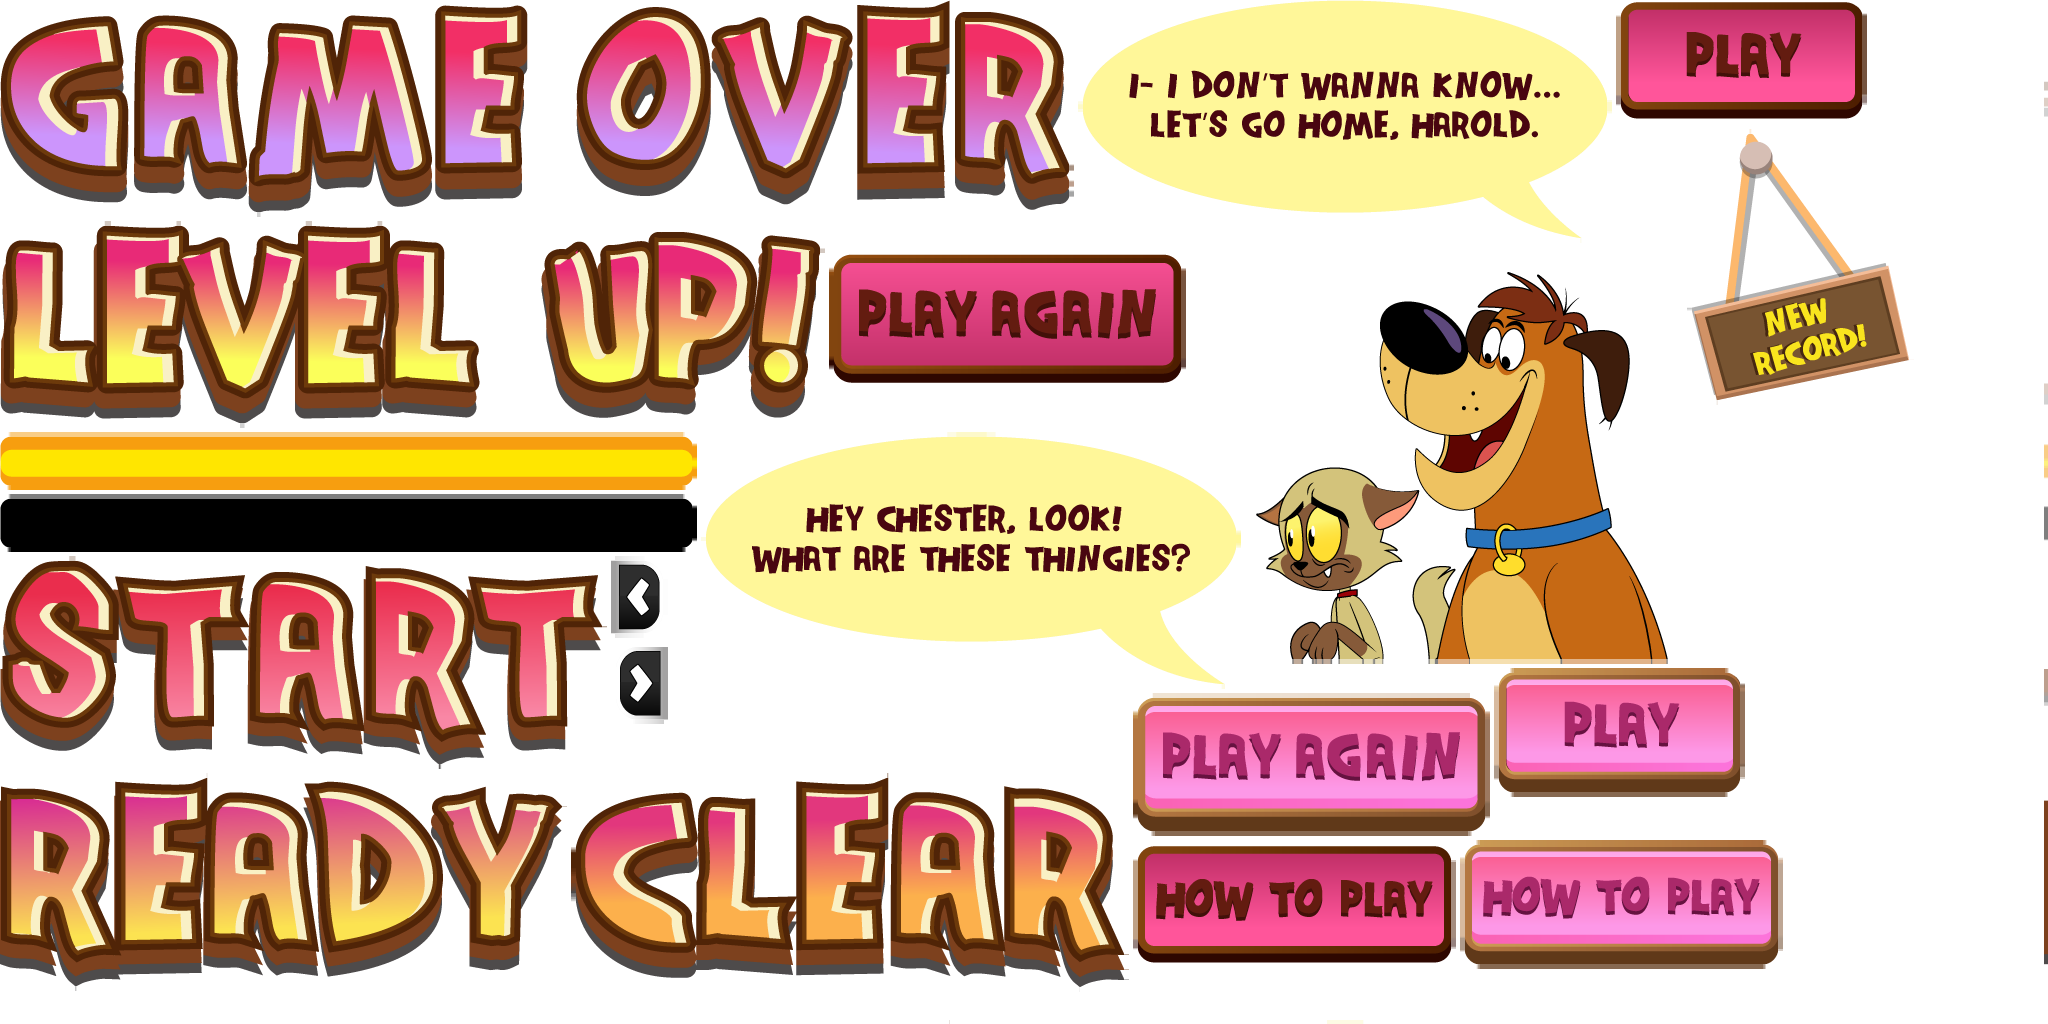 GAME OVER
I- I DON'T WANNA KNOW...
LET'S GO HOME, HAROLD.
PLAY
LEVEL UP!
PLAY AGAIN
NEW
RECORD!
HEY CHESTER, LOOK!
WHAT ARE THESE THINGIES?
START
PLAY AGAIN
PLAY
READY
CLEAR
HOW TO PLAY
HOW TO PLAY